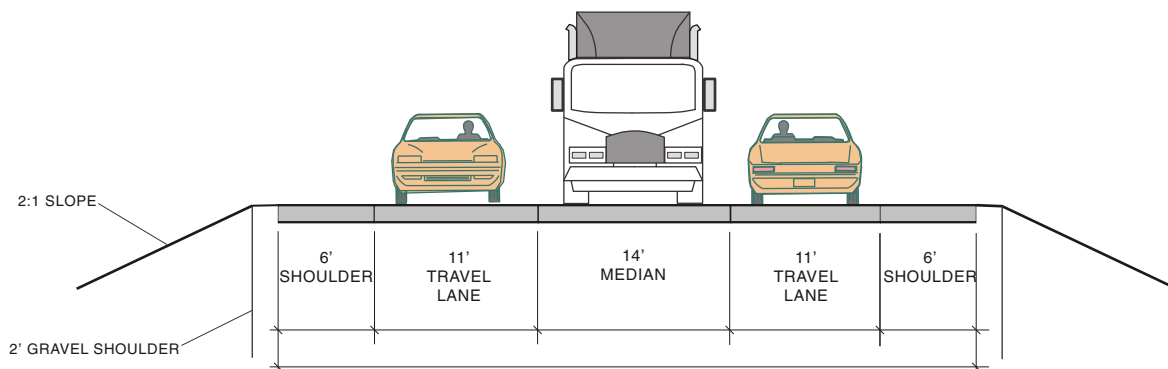 2:1 SLOPE
6’
SHOULDER
11’
TRAVEL
LANE
14’
MEDIAN
11’
TRAVEL
LANE
6’
SHOULDER
2’ GRAVEL SHOULDER